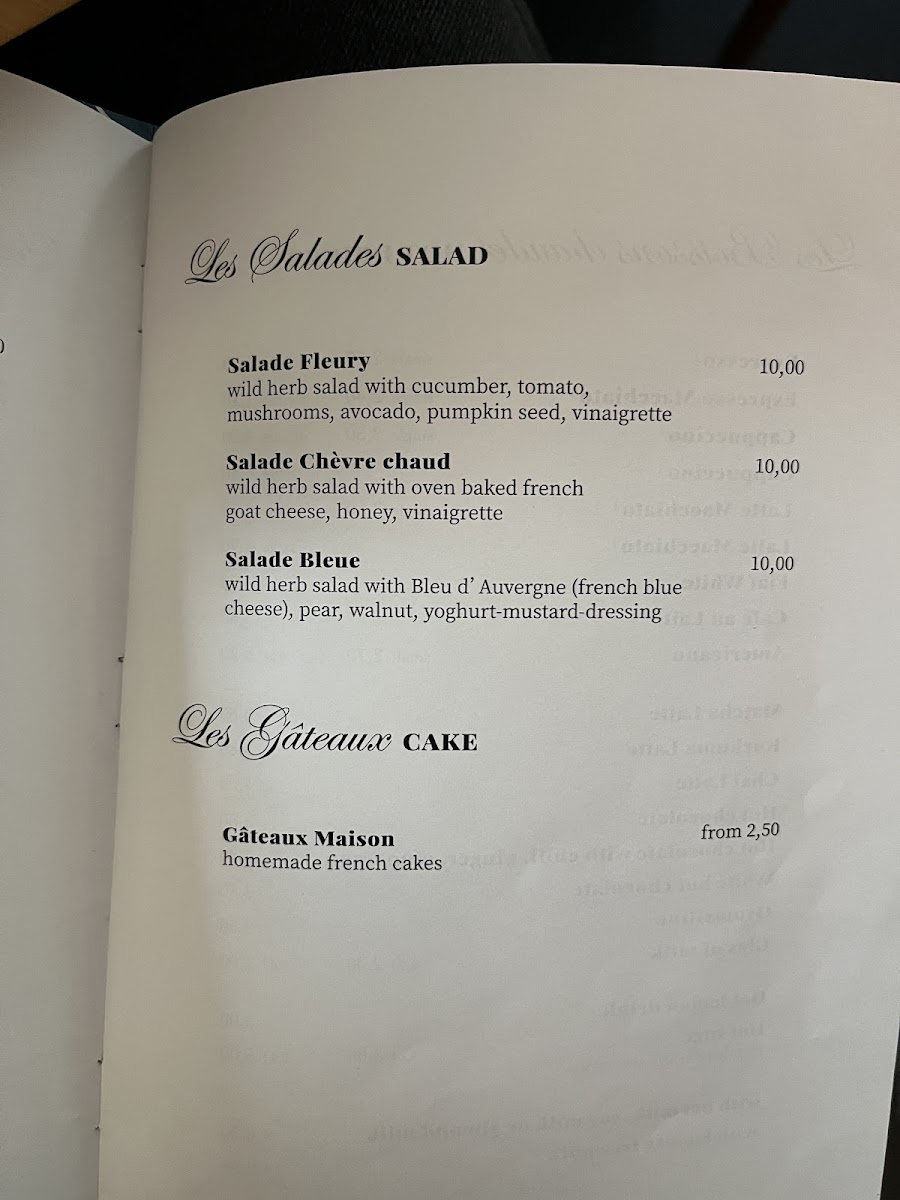 Les Salades SALAD
Salade Fleury 10,00
wild herb salad with cucumber, tomato,
mushrooms, avocado, pumpkin seed, vinaigrette
Salade Chèvre chaud 10,00
wild herb salad with oven baked french
goat cheese, honey, vinaigrette
Salade Bleue 10,00
wild herb salad with Bleu d’ Auvergne (french blue
cheese), pear, walnut, yoghurt-mustard-dressing
Les Gâteaux CAKE
Gâteaux Maison from 2,50
homemade french cakes